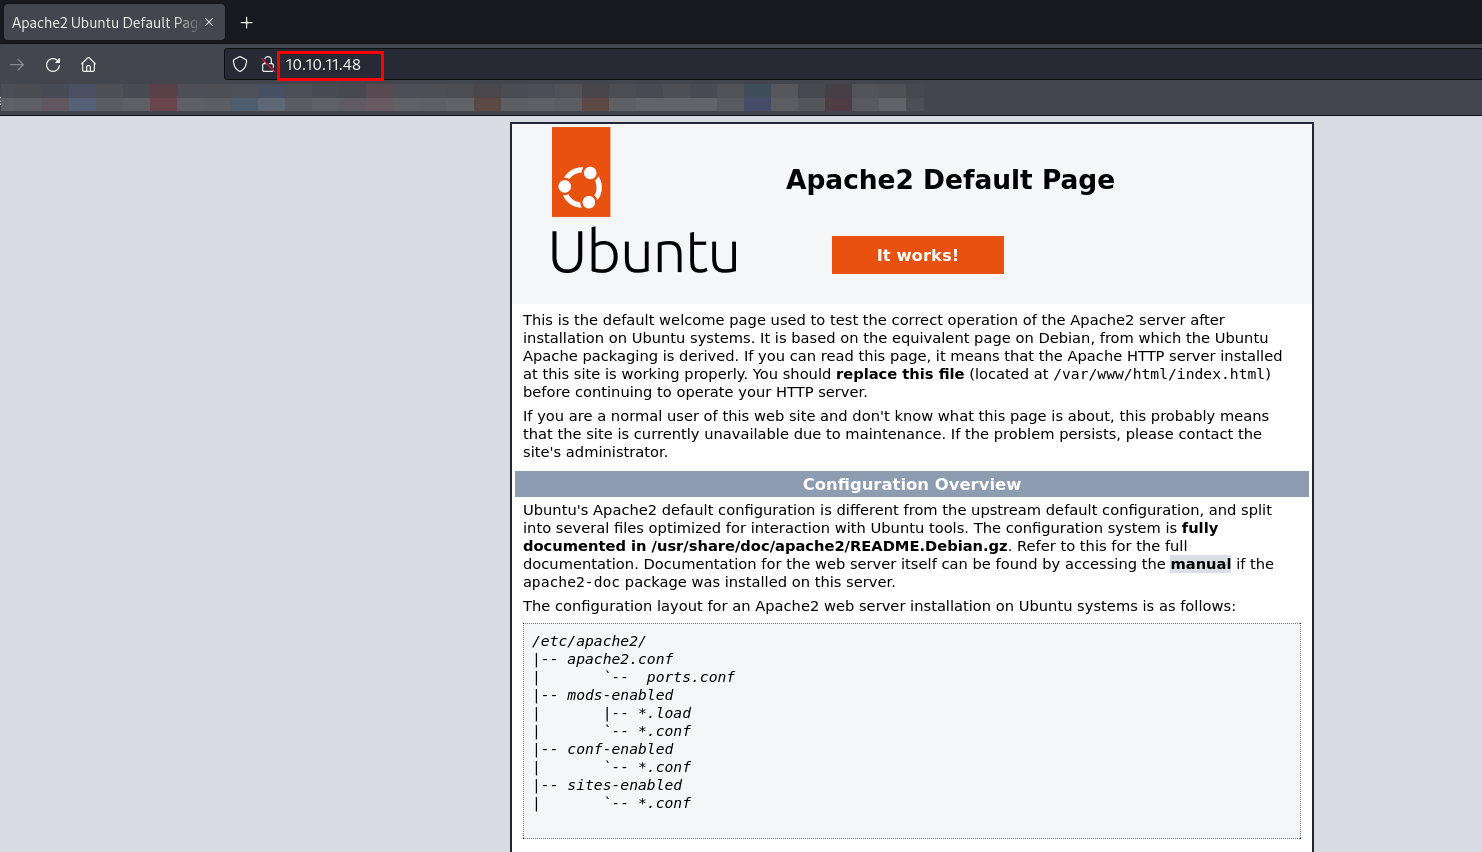 Apache2 Ubuntu Default Pag
10.10.11.48
Apache2 Default Page
Ubuntu
It works!
This is the default welcome page used to test the correct operation of the Apache2 server after
installation on Ubuntu systems. It is based on the equivalent page on Debian, from which the Ubuntu
Apache packaging is derived. If you can read this page, it means that the Apache HTTP server installed
at this site is working properly. You should replace this file (located at /var/www/html/index.html)
before continuing to operate your HTTP server.
If you are a normal user of this web site and don't know what this page is about, this probably means
that the site is currently unavailable due to maintenance. If the problem persists, please contact the
site's administrator.
Configuration Overview
Ubuntu's Apache2 default configuration is different from the upstream default configuration, and split
into several files optimized for interaction with Ubuntu tools. The configuration system is fully
documented in /usr/share/doc/apache2/README.Debian.gz. Refer to this for the full
documentation. Documentation for the web server itself can be found by accessing the manual if the
apache2-doc package was installed on this server.
The configuration layout for an Apache2 web server installation on Ubuntu systems is as follows:
/etc/apache2/
|-- apache2.conf
|       `--  ports.conf
|-- mods-enabled
|       |-- *.load
|       `-- *.conf
|-- conf-enabled
|       `-- *.conf
|-- sites-enabled
|       `-- *.conf